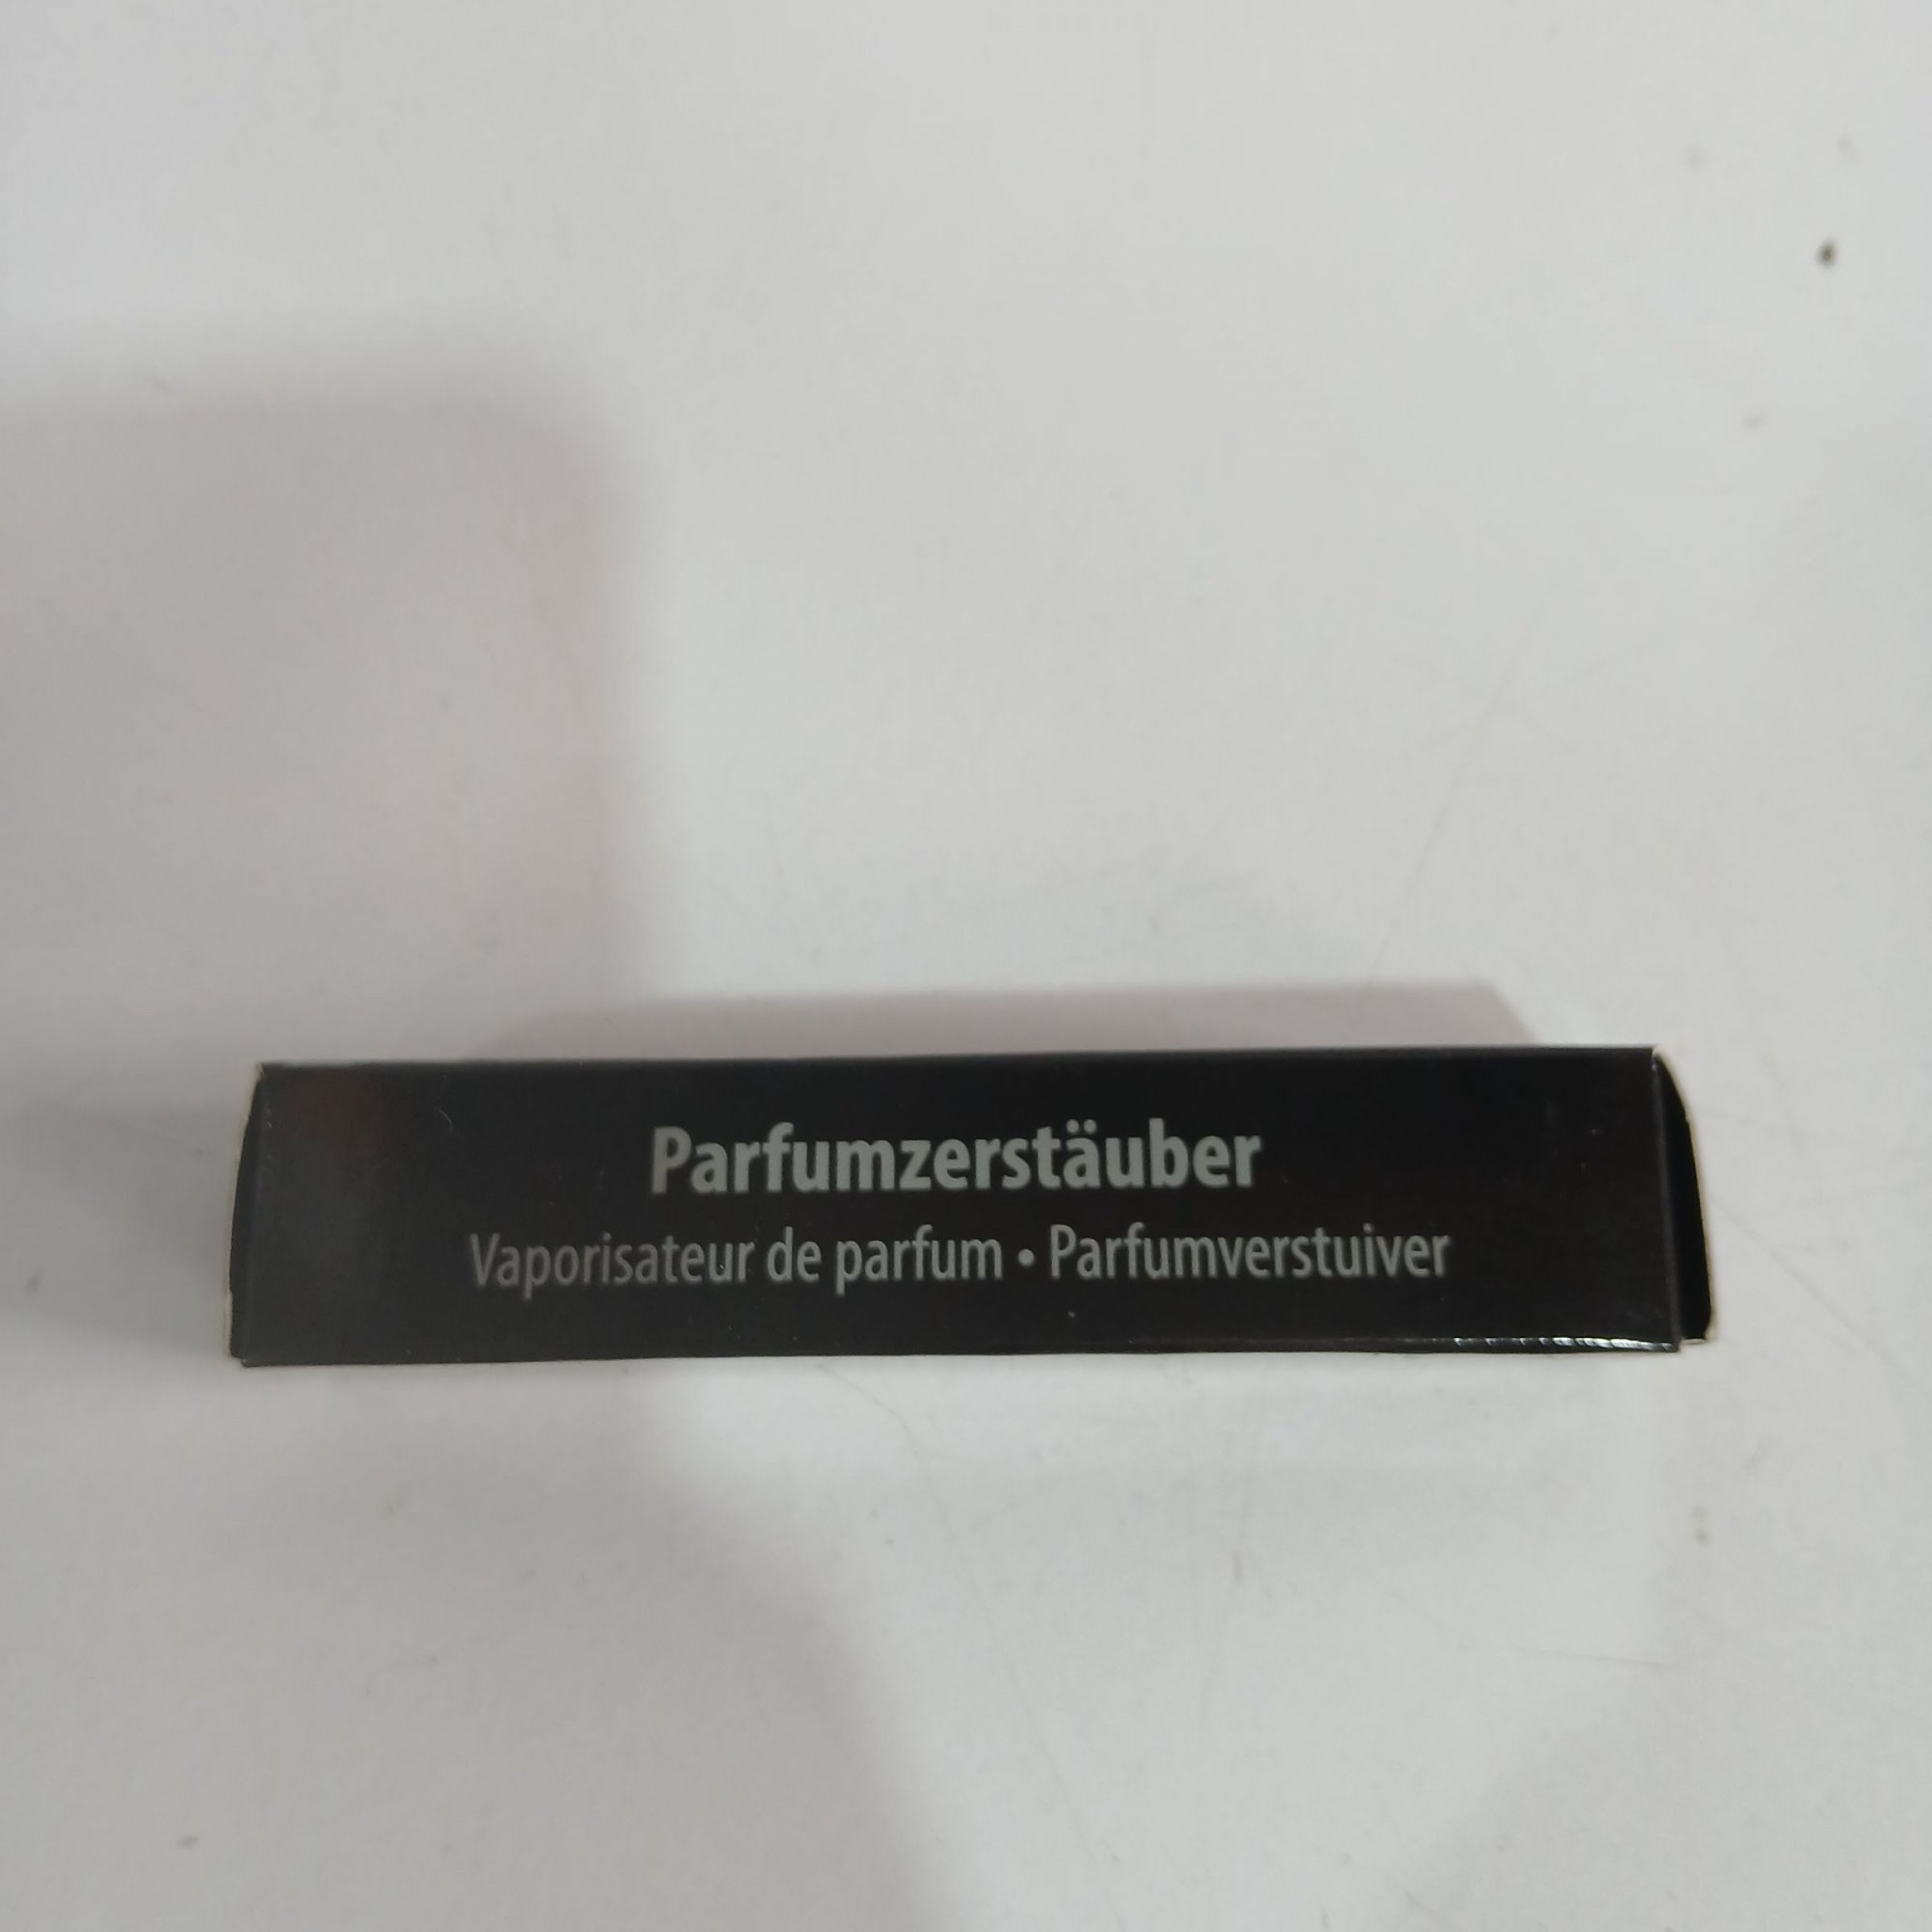 Parfumzerstäuber
Vaporisateur de parfum • Parfumverstuiver